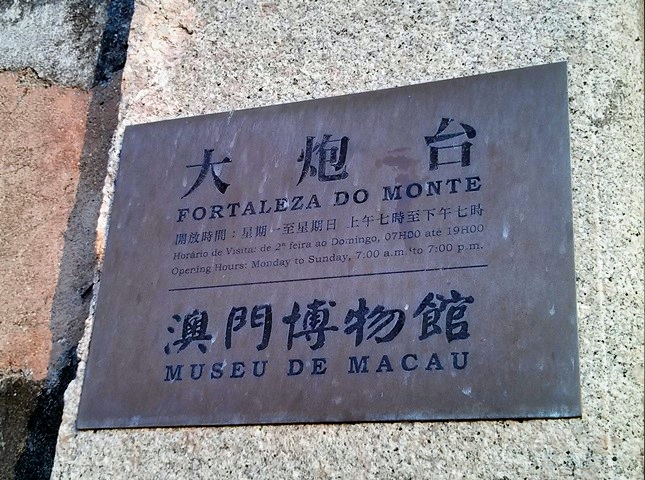 大炮台
FORTALEZA DO MONTE
開放時間：星期一至星期日 上午七時至下午七時
Horário de Visita: de 2ª feira ao Domingo, 07H00 até 19H00
Opening Hours: Monday to Sunday, 7:00 a.m. to 7:00 p.m.
澳門博物館
MUSEU DE MACAU